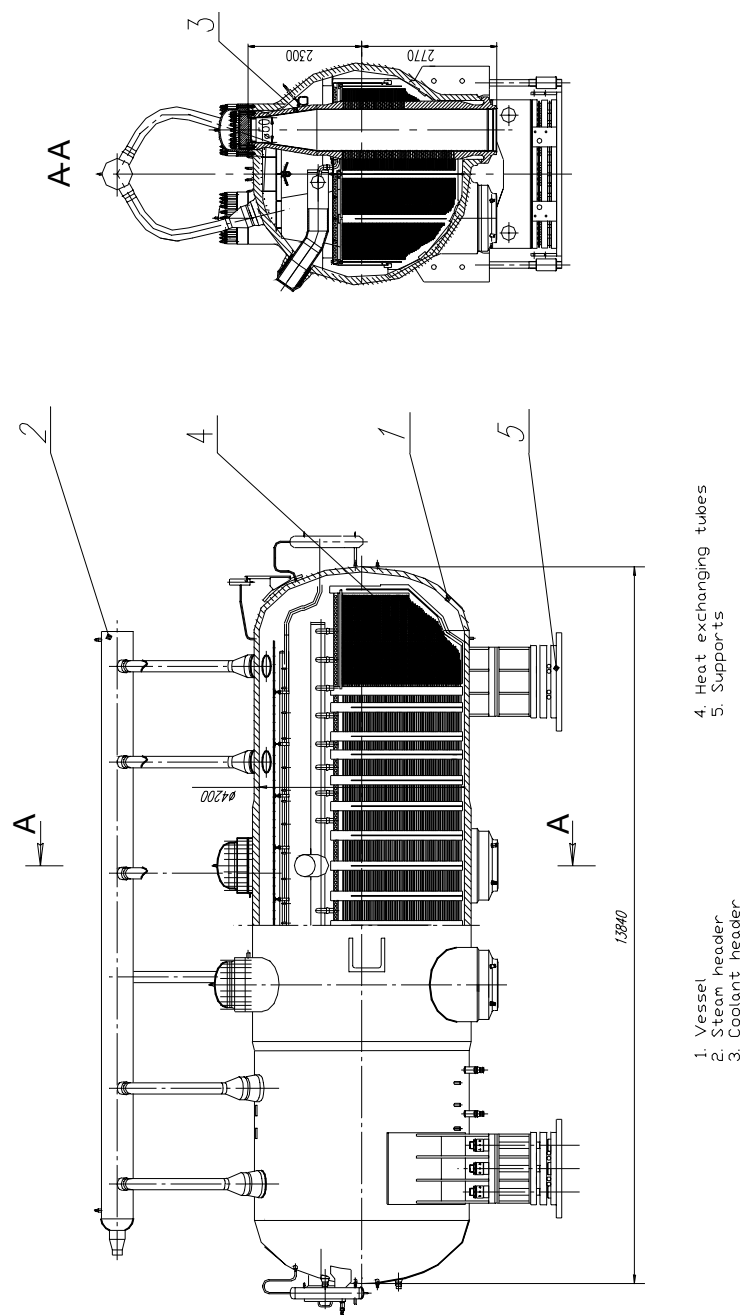 A-A
3
2300
2770
2
4
1
5
A
A
ø4200
13840
1. Vessel
2. Steam header
3. Coolant header
4. Heat exchanging tubes
5. Supports